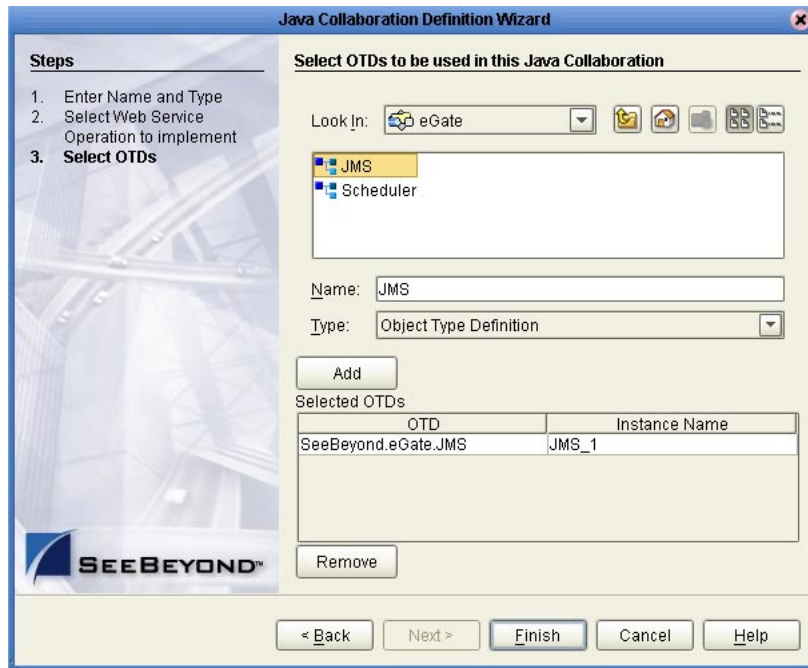 Java Collaboration Definition Wizard
Steps
1. Enter Name and Type
2. Select Web Service
Operation to implement
3. Select OTDs
SEEBEYOND™
Select OTDs to be used in this Java Collaboration
Look In: eGate
JMS
Scheduler
Name: JMS
Type: Object Type Definition
Add
Selected OTDs
OTD Instance Name
SeeBeyond.eGate.JMS JMS_1
Remove
< Back Next > Finish Cancel Help